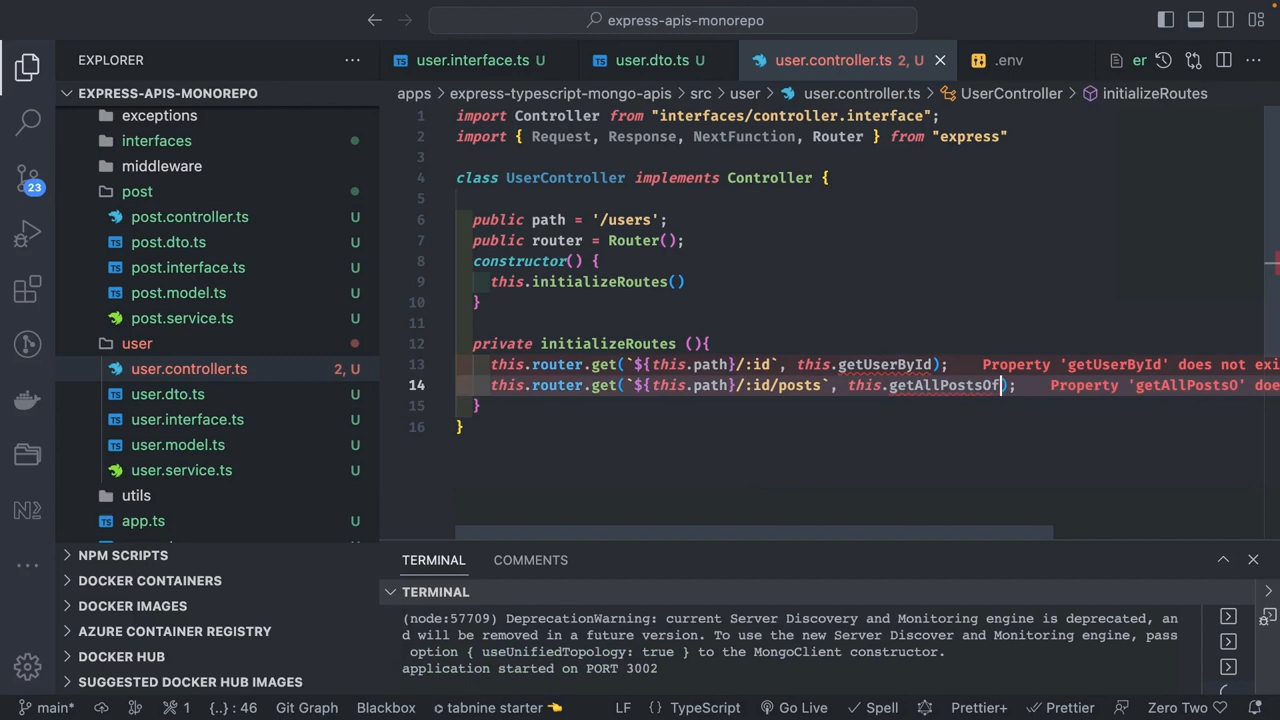 express-apis-monorepo
EXPLORER
user.interface.ts U
user.dto.ts U
user.controller.ts 2, U
.env
er
EXPRESS-APIS-MONOREPO
apps > express-typescript-mongo-apis > src > user > user.controller.ts > UserController > initializeRoutes
exceptions
interfaces
middleware
post
post.controller.ts U
post.dto.ts U
post.interface.ts U
post.model.ts U
post.service.ts U
user
user.controller.ts 2, U
user.dto.ts U
user.interface.ts U
user.model.ts U
user.service.ts U
utils
app.ts U
NPM SCRIPTS
DOCKER CONTAINERS
DOCKER IMAGES
AZURE CONTAINER REGISTRY
DOCKER HUB
SUGGESTED DOCKER HUB IMAGES
23
1 import Controller from "interfaces/controller.interface";
2 import { Request, Response, NextFunction, Router } from "express"
3
4 class UserController implements Controller {
5
6 public path = '/users';
7 public router = Router();
8 constructor() {
9 this.initializeRoutes()
10 }
11
12 private initializeRoutes (){
13 this.router.get(`${this.path}/:id`, this.getUserById); Property 'getUserById' does not exi
14 this.router.get(`${this.path}/:id/posts`, this.getAllPostsOf); Property 'getAllPostsO' doe
15 }
16 }
TERMINAL COMMENTS
TERMINAL
(node:57709) DeprecationWarning: current Server Discovery and Monitoring engine is deprecated, an
d will be removed in a future version. To use the new Server Discover and Monitoring engine, pass
option { useUnifiedTopology: true } to the MongoClient constructor.
application started on PORT 3002
main* 1 {..} : 46 Git Graph Blackbox tabnine starter 👈 LF {} TypeScript Go Live Spell Prettier+ Prettier Zero Two